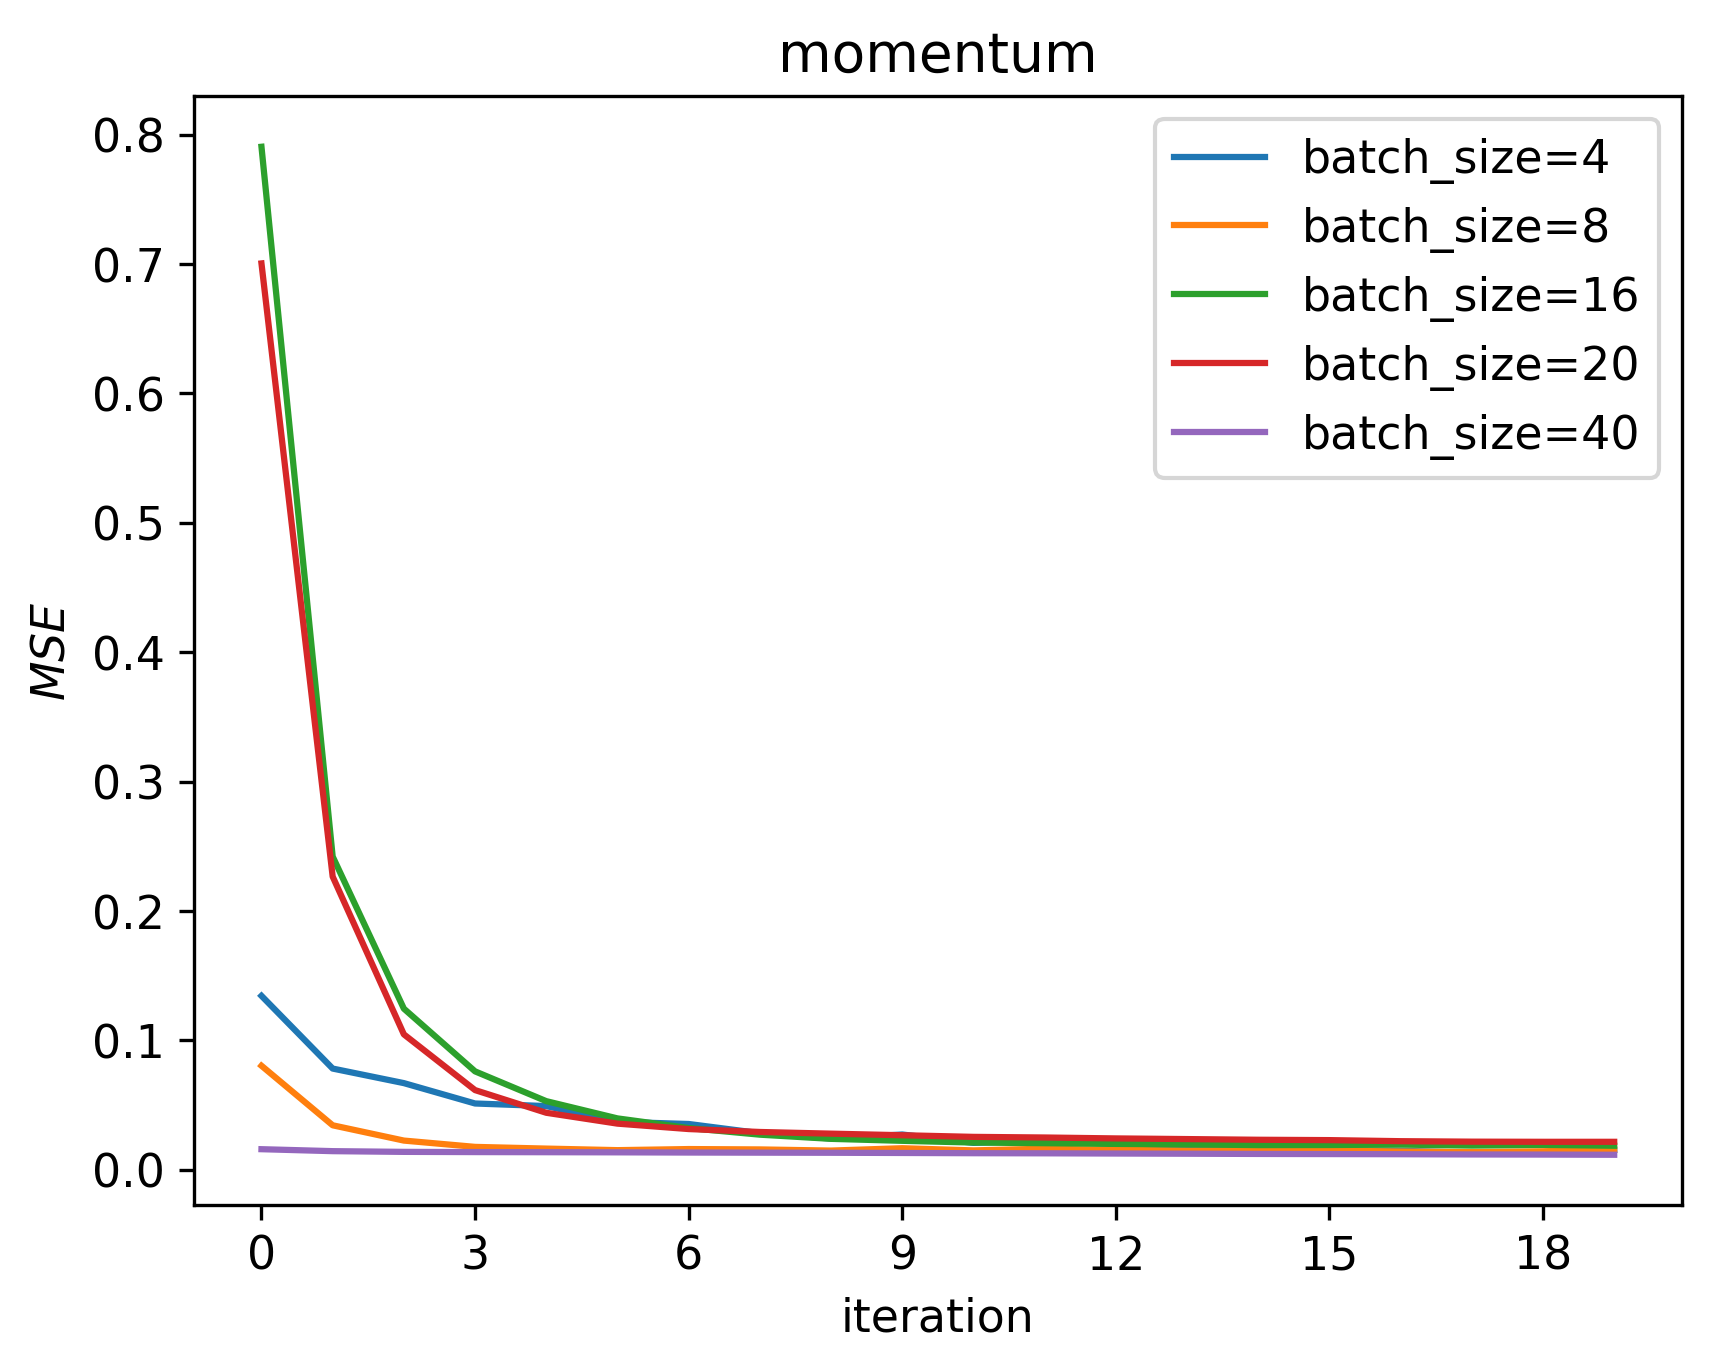 momentum
0.8
0.7
0.6
0.5
0.4
0.3
0.2
0.1
0.0
MSE
batch_size=4
batch_size=8
batch_size=16
batch_size=20
batch_size=40
0 3 6 9 12 15 18
iteration